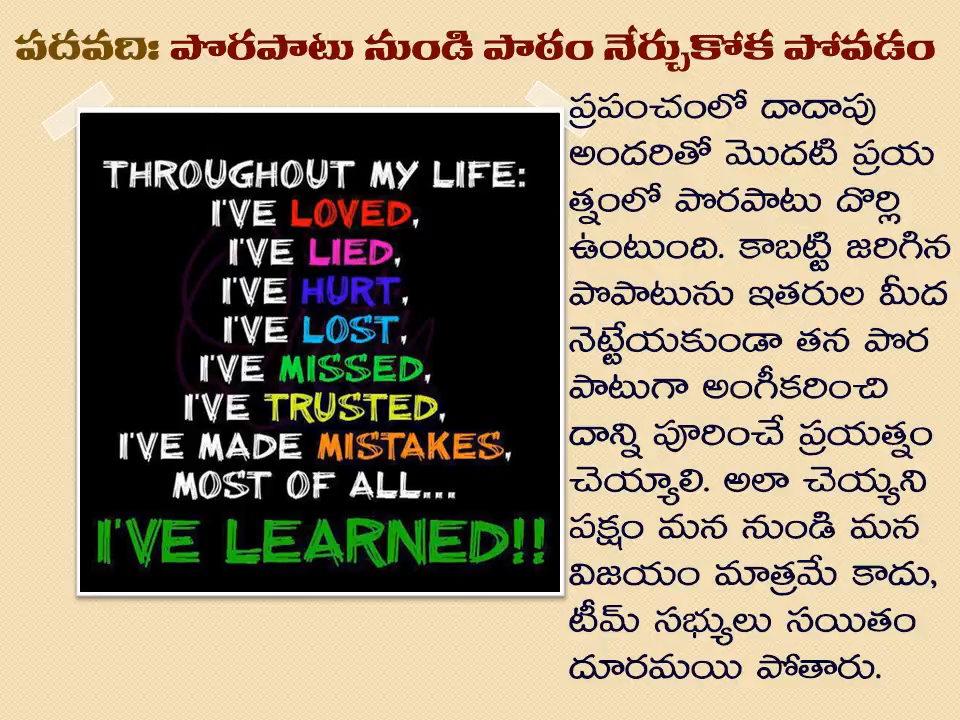 పదవది: పొరపాటు నుండి పాఠం నేర్చుకోక పోవడం
THROUGHOUT MY LIFE:
I'VE LOVED,
I'VE LIED,
I'VE HURT,
I'VE LOST,
I'VE MISSED,
I'VE TRUSTED,
I'VE MADE MISTAKES,
MOST OF ALL...
I'VE LEARNED!!
ప్రపంచంలో దాదాపు
అందరితో మొదటి ప్రయ
త్నంలో పొరపాటు దొర్లి
ఉంటుంది. కాబట్టి జరిగిన
పొపాటును ఇతరుల మీద
నెట్టేయకుండా తన పొర
పాటుగా అంగీకరించి
దాన్ని పూరించే ప్రయత్నం
చెయ్యాలి. అలా చెయ్యని
పక్షం మన నుండి మన
విజయం మాత్రమే కాదు,
టీమ్ సభ్యులు సయితం
దూరమయి పోతారు.